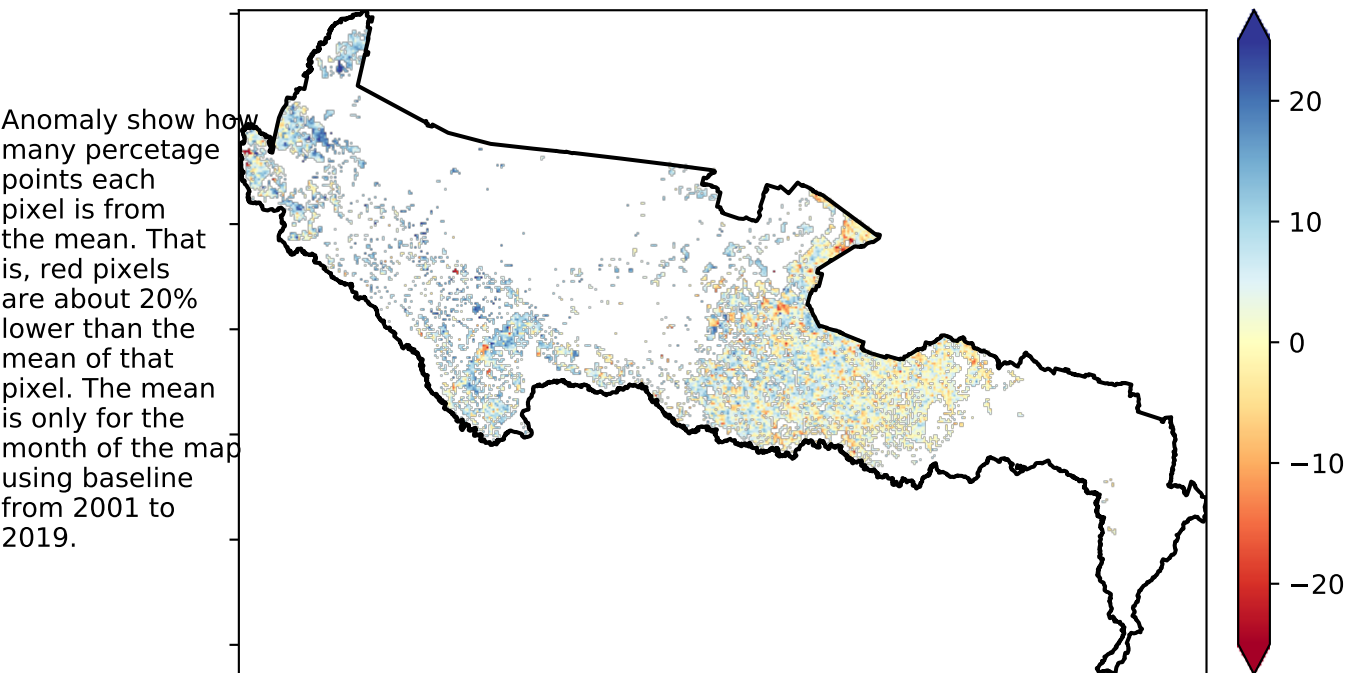 Anomaly show how
many percetage
points each
pixel is from
the mean. That
is, red pixels
are about 20%
lower than the
mean of that
pixel. The mean
is only for the
month of the map
using baseline
from 2001 to
2019.
20
10
0
−10
−20